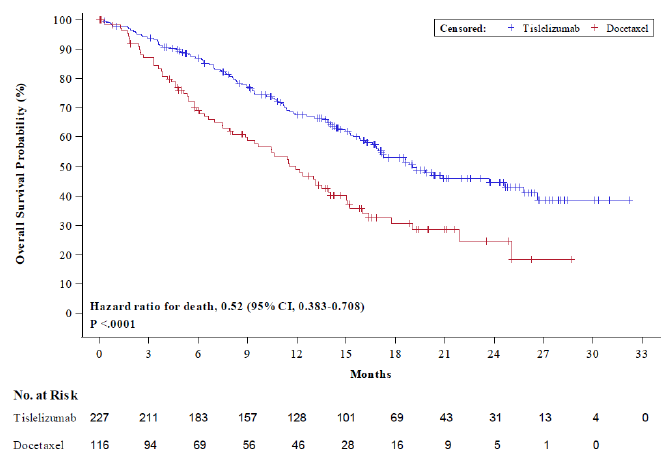 Censored: Tislelizumab Docetaxel
Overall Survival Probability (%)
100
90
80
70
60
50
40
30
20
10
0
Hazard ratio for death, 0.52 (95% CI, 0.383-0.708)
P <.0001
0 3 6 9 12 15 18 21 24 27 30 33
Months
No. at Risk
Tislelizumab 227 211 183 157 128 101 69 43 31 13 4 0
Docetaxel 116 94 69 56 46 28 16 9 5 1 0